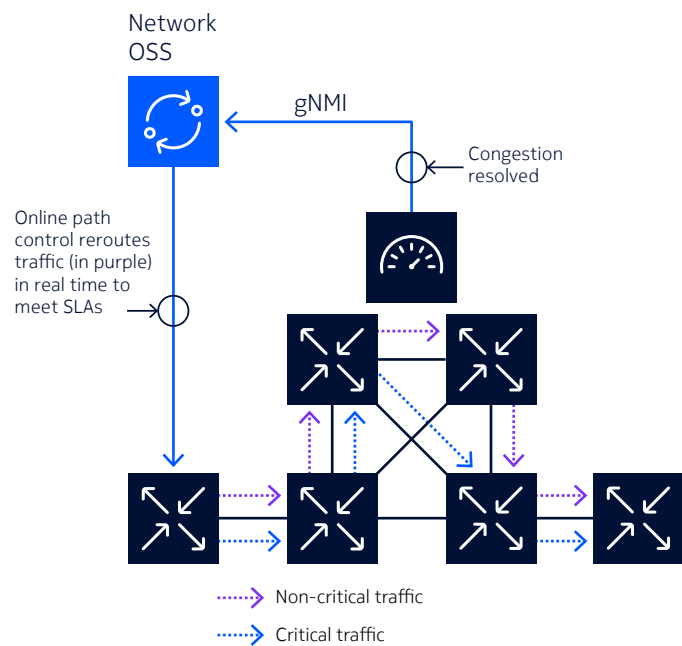 Network
OSS
gNMI
Congestion
resolved
Online path
control reroutes
traffic (in purple)
in real time to
meet SLAs
Non-critical traffic
Critical traffic